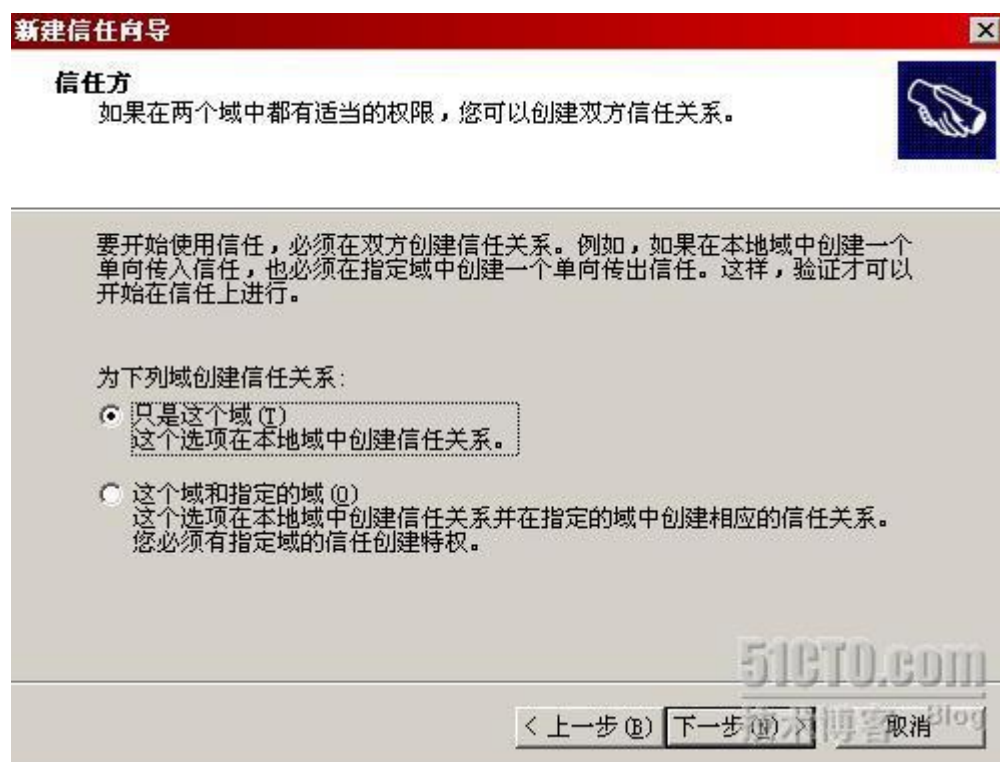 新建信任向导
信任方
如果在两个域中都有适当的权限，您可以创建双方信任关系。
要开始使用信任，必须在双方创建信任关系。例如，如果在本地域中创建一个
单向传入信任，也必须在指定域中创建一个单向传出信任。这样，验证才可以
开始在信任上进行。
为下列域创建信任关系:
只是这个域(T)
这个选项在本地域中创建信任关系。
这个域和指定的域(O)
这个选项在本地域中创建信任关系并在指定的域中创建相应的信任关系。
您必须有指定域的信任创建特权。
51CTO.com
技术博客 Blog
< 上一步(B) 下一步(N) > 取消